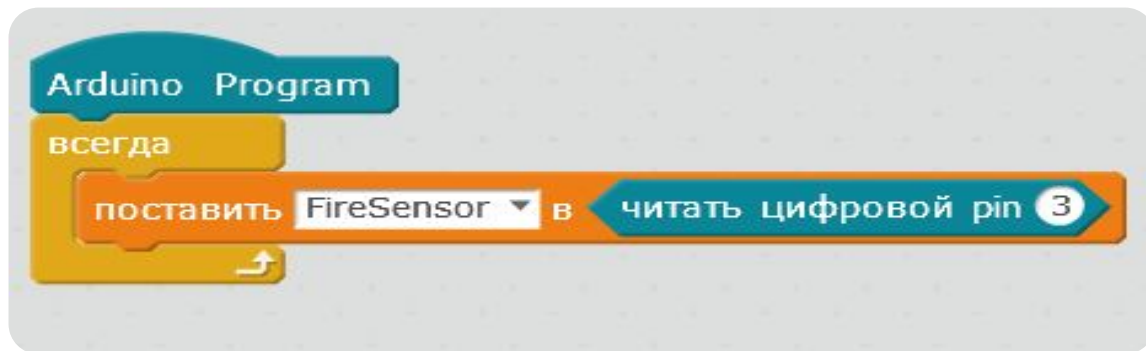 Arduino Program
всегда
поставить FireSensor в читать цифровой pin 3